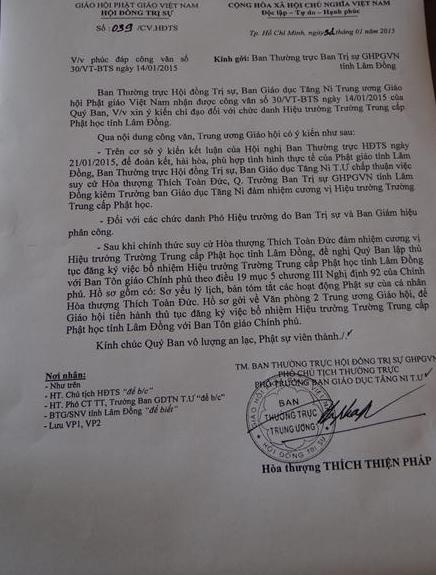 GIÁO HỘI PHẬT GIÁO VIỆT NAM
HỘI ĐỒNG TRỊ SỰ
Số: 039 /CV.HĐTS
CỘNG HÒA XÃ HỘI CHỦ NGHĨA VIỆT NAM
Độc lập - Tự do - Hạnh phúc
Tp. Hồ Chí Minh, ngày tháng 01 năm 2015
V/v phúc đáp công văn số
30/VT-BTS ngày 14/01/2015
Kính gởi: Ban Thường trực Ban Trị sự GHPGVN
tỉnh Lâm Đồng
Ban Thường trực Hội đồng Trị sự, Ban Giáo dục Tăng Ni Trung ương Giáo
hội Phật giáo Việt Nam nhận được công văn số 30/VT-BTS ngày 14/01/2015 của
Quý Ban, V/v xin ý kiến chỉ đạo đối với chức danh Hiệu trưởng Trường Trung cấp
Phật học tỉnh Lâm Đồng.
Qua nội dung công văn, Trung ương Giáo hội có ý kiến như sau:
- Trên cơ sở ý kiến kết luận của Hội nghị Ban Thường trực HĐTS ngày
21/01/2015, để đoàn kết, hài hòa, phù hợp tình hình thực tế của Phật giáo tỉnh Lâm
Đồng, Ban Thường trực Hội đồng Trị sự, Ban Giáo dục Tăng Ni T.Ư chấp thuận việc
suy cử Hòa thượng Thích Toàn Đức, Q. Trưởng Ban Trị sự GHPGVN tỉnh Lâm
Đồng kiêm Trưởng ban Giáo dục Tăng Ni đảm nhiệm cương vị Hiệu trưởng Trường
Trung cấp Phật học.
- Đối với các chức danh Phó Hiệu trưởng do Ban Trị sự và Ban Giám hiệu
phân công.
- Sau khi chính thức suy cử Hòa thượng Thích Toàn Đức đảm nhiệm cương vị
Hiệu trưởng Trường Trung cấp Phật học tỉnh Lâm Đồng, đề nghị Quý Ban lập thủ
tục đăng ký việc bổ nhiệm Hiệu trưởng Trường Trung cấp Phật học tỉnh Lâm Đồng
với Ban Tôn giáo Chính phủ theo điều 19 mục 5 chương III Nghị định 92 của Chính
phủ. Hồ sơ gồm có: Sơ yếu lý lịch, bản tóm tắt các hoạt động Phật sự của cá nhân
Hòa thượng Thích Toàn Đức. Hồ sơ gởi về Văn phòng 2 Trung ương Giáo hội, để
Giáo hội tiến hành thủ tục đăng ký việc bổ nhiệm Hiệu trưởng Trường Trung cấp
Phật học tỉnh Lâm Đồng với Ban Tôn giáo Chính phủ.
Kính chúc Quý Ban vô lượng an lạc, Phật sự viên thành./.
Nơi nhận:
- Như trên
- HT. Chủ tịch HĐTS "để b/c"
- HT. Phó CT TT, Trưởng Ban GDTN T.Ư "để b/c"
- BTG/SNV tỉnh Lâm Đồng "để biết"
- Lưu VP1, VP2
TM. BAN THƯỜNG TRỰC HỘI ĐỒNG TRỊ SỰ GHPGVN
PHÓ CHỦ TỊCH THƯỜNG TRỰC
PHÓ TRƯỞNG BAN GIÁO DỤC TĂNG NI T.Ư
BAN
THƯỜNG TRỰC
TRUNG ƯƠNG
HỘI ĐỒNG TRỊ SỰ
Hòa thượng THÍCH THIỆN PHÁP